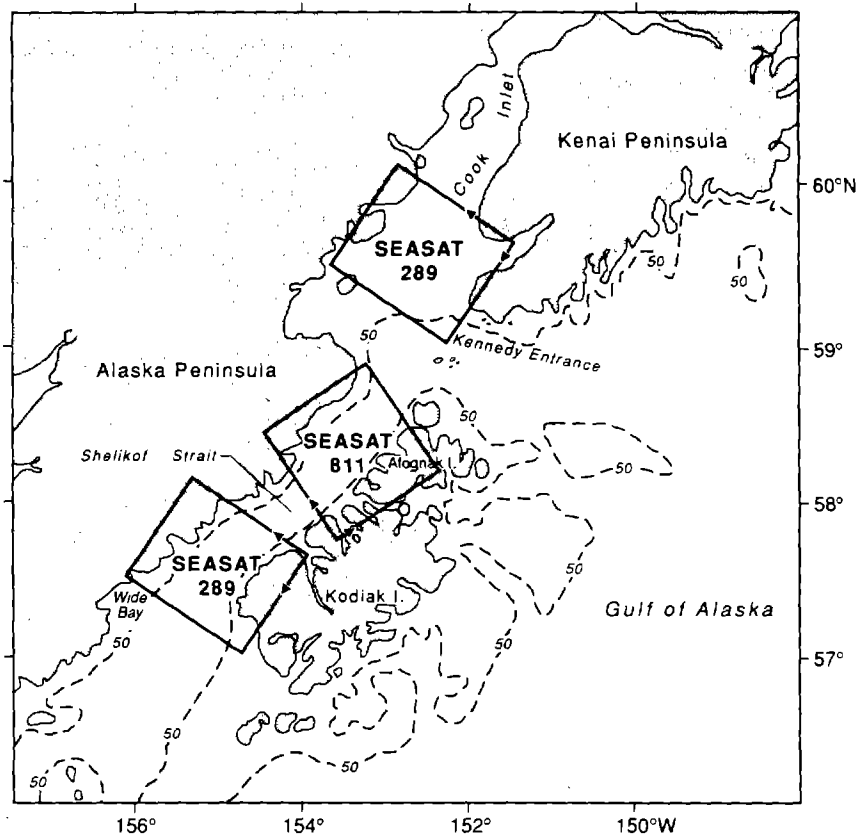 Cook Inlet
Kenai Peninsula
60°N
SEASAT
289
50
50
50
59°
Kennedy Entrance
Alaska Peninsula
50
SEASAT
811
Shelikof Strait
Afognak I.
50
58°
SEASAT
289
50
Wide
Bay
Kodiak I.
Gulf of Alaska
50
50
57°
50
50
50
156°
154°
152°
150°W